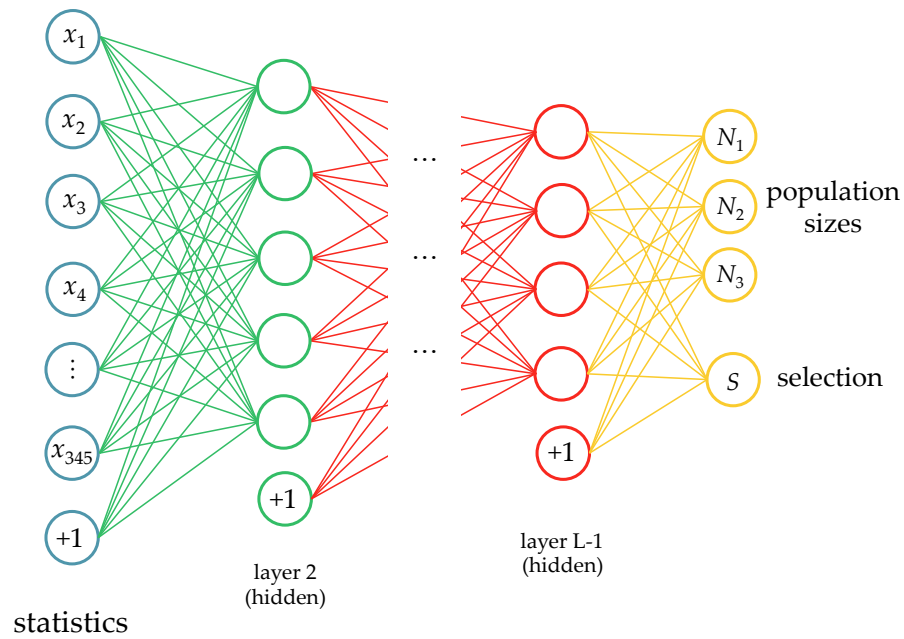 x1
x2
x3
x4
⋮
x345
+1
statistics
+1
layer 2
(hidden)
...
...
...
+1
layer L-1
(hidden)
N1
N2
N3
population
sizes
S
selection